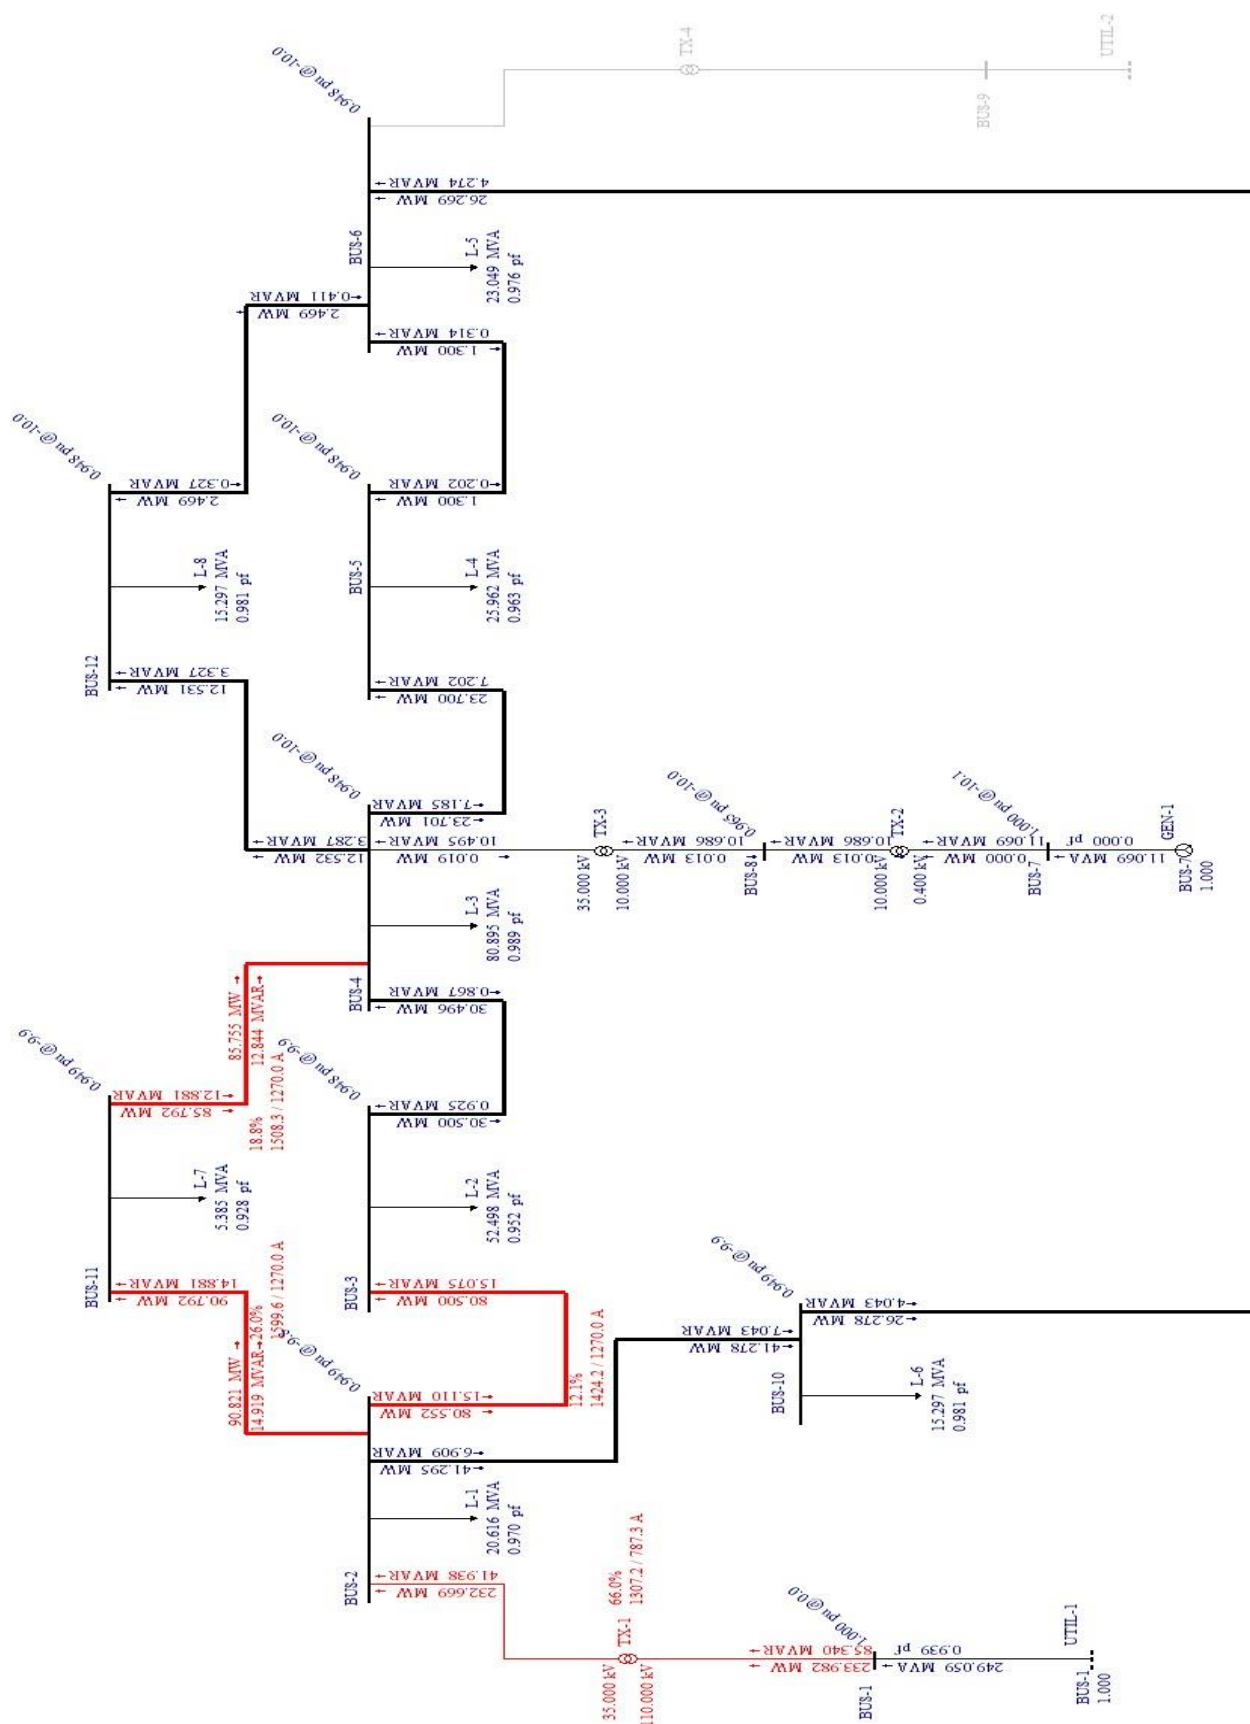 TX-4
UTIL-2
BUS-9
0.948 pu @-10.0
4.274 MVAR
26.269 MW
BUS-6
L-5
23.049 MVA
0.976 pf
0.411 MVAR
2.469 MW
0.314 MVAR
1.300 MW
0.948 pu @-10.0
0.327 MVAR
2.469 MW
L-8
15.297 MVA
0.981 pf
BUS-12
3.327 MVAR
12.531 MW
0.948 pu @-10.0
0.202 MVAR
1.300 MW
BUS-5
L-4
25.962 MVA
0.963 pf
7.202 MVAR
23.700 MW
0.948 pu @-10.0
7.185 MVAR
23.701 MW
3.287 MVAR
12.532 MW
10.495 MVAR
0.019 MW
TX-3
35.000 kV
10.000 kV
10.686 MVAR
0.013 MW
0.965 pu @-10.0
BUS-8
10.686 MVAR
0.013 MW
TX-2
10.000 kV
0.400 kV
11.069 MVAR
0.000 MW
1.000 pu @-10.1
BUS-7
0.000 pf
11.069 MVA
GEN-1
BUS-7
1.000
L-3
80.895 MVA
0.989 pf
BUS-4
0.867 MVAR
30.496 MW
85.755 MW
12.844 MVAR
18.8%
1508.3 / 1270.0 A
0.949 pu @-9.9
12.881 MVAR
85.792 MW
L-7
5.385 MVA
0.928 pf
BUS-11
14.881 MVAR
90.792 MW
0.948 pu @-9.9
0.925 MVAR
30.500 MW
L-2
52.498 MVA
0.952 pf
BUS-3
15.075 MVAR
80.500 MW
12.1%
1424.2 / 1270.0 A
90.821 MW
14.919 MVAR
26.0%
1599.6 / 1270.0 A
0.949 pu @-9.9
15.110 MVAR
80.552 MW
6.909 MVAR
41.295 MW
0.949 pu @-9.9
4.043 MVAR
26.278 MW
7.043 MVAR
41.278 MW
BUS-10
L-6
15.297 MVA
0.981 pf
L-1
20.616 MVA
0.970 pf
BUS-2
41.938 MVAR
232.669 MW
TX-1
66.0%
1307.2 / 787.3 A
35.000 kV
110.000 kV
1.000 pu @0.0
85.340 MVAR
233.982 MW
BUS-1
0.939 pf
249.059 MVA
UTIL-1
BUS-1
1.000